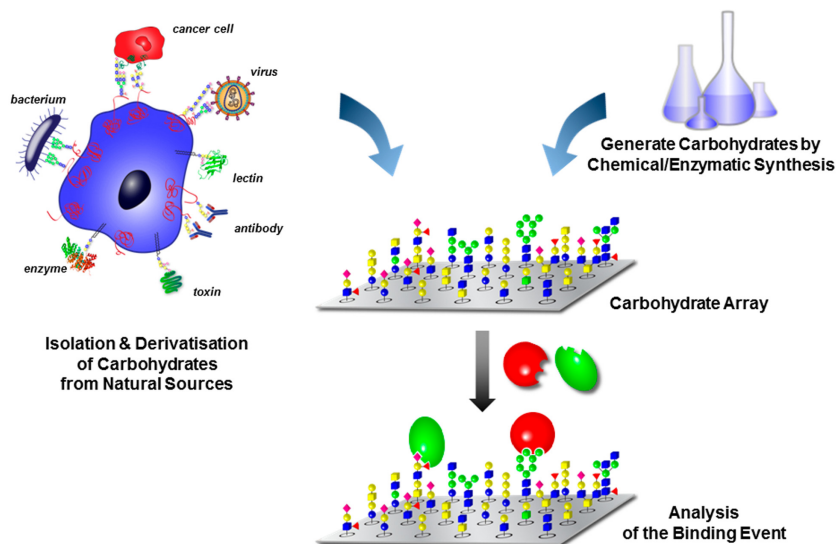 cancer cell
virus
bacterium
lectin
antibody
enzyme
toxin
Isolation & Derivatisation
of Carbohydrates
from Natural Sources
Generate Carbohydrates by
Chemical/Enzymatic Synthesis
Carbohydrate Array
Analysis
of the Binding Event